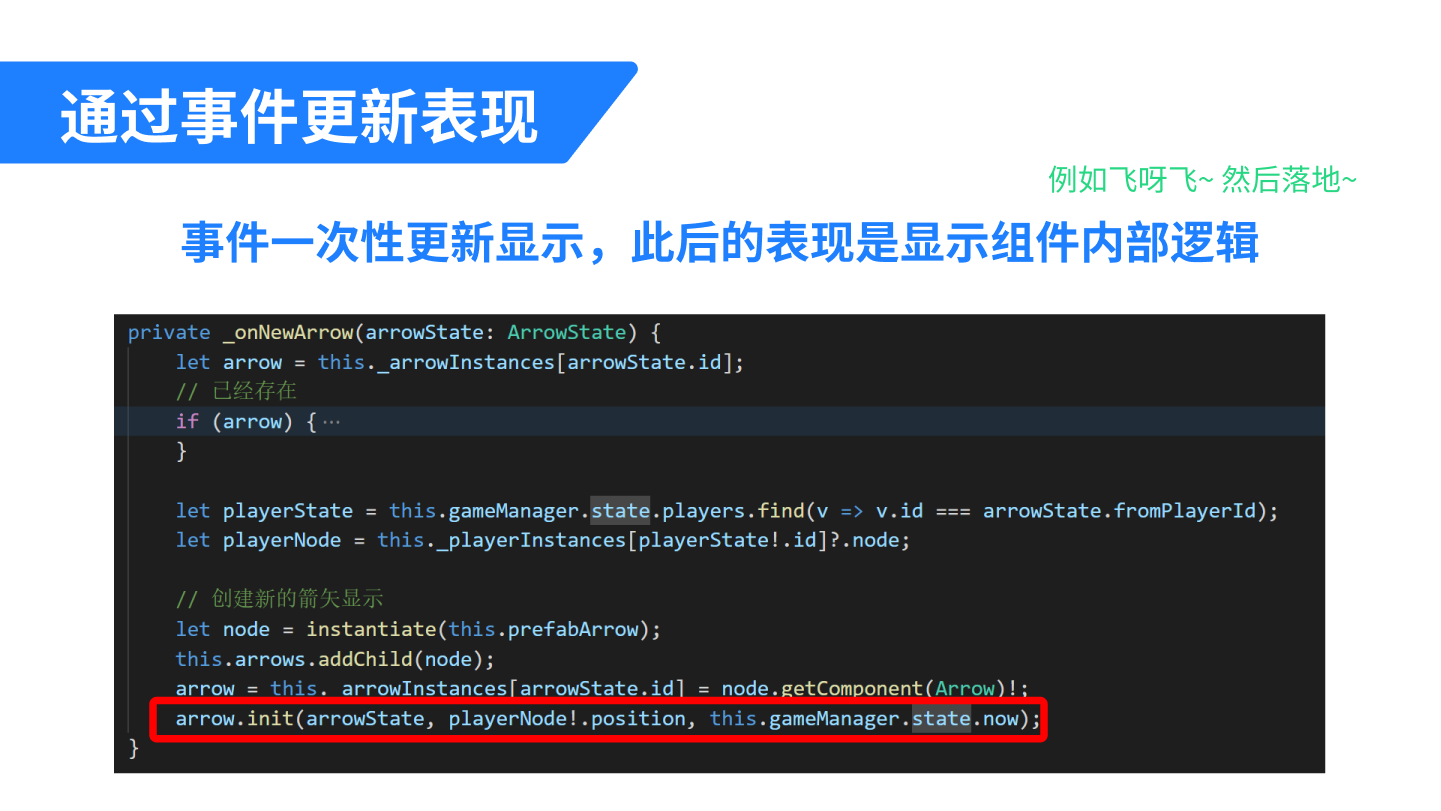 通过事件更新表现
例如飞呀飞~ 然后落地~
事件一次性更新显示，此后的表现是显示组件内部逻辑
private _onNewArrow(arrowState: ArrowState) {
let arrow = this._arrowInstances[arrowState.id];
// 已经存在
if (arrow) {···
}
let playerState = this.gameManager.state.players.find(v => v.id === arrowState.fromPlayerId);
let playerNode = this._playerInstances[playerState!.id]?.node;
// 创建新的箭矢显示
let node = instantiate(this.prefabArrow);
this.arrows.addChild(node);
arrow = this._arrowInstances[arrowState.id] = node.getComponent(Arrow)!;
arrow.init(arrowState, playerNode!.position, this.gameManager.state.now);
}